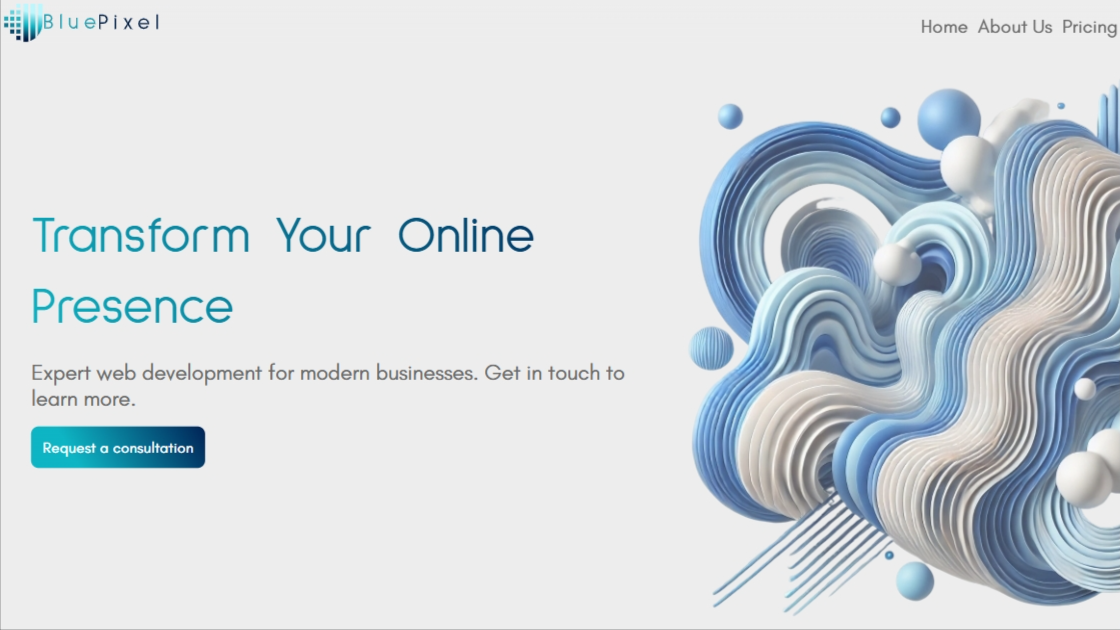 BluePixel
Home About Us Pricing
Transform Your Online
Presence
Expert web development for modern businesses. Get in touch to
learn more.
Request a consultation